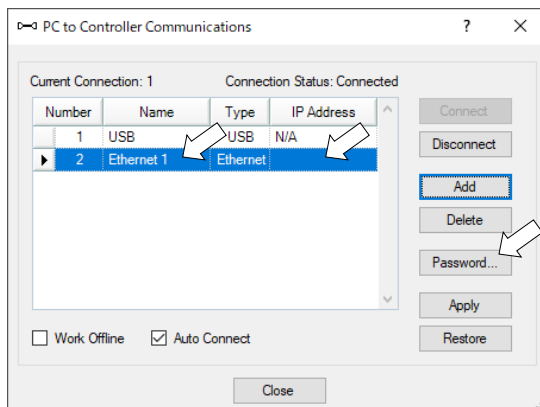 PC to Controller Communications
Current Connection: 1 Connection Status: Connected
Number Name Type IP Address
1 USB USB N/A
2 Ethernet 1 Ethernet
Connect
Disconnect
Add
Delete
Password...
Apply
Restore
Work Offline Auto Connect
Close